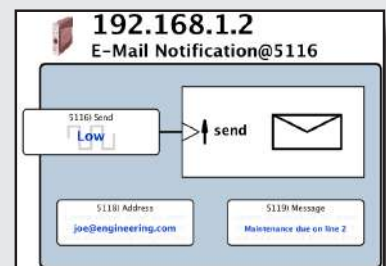 192.168.1.2
E-Mail Notification@5116
5116) Send
Low
send
5118) Address
joe@engineering.com
5119) Message
Maintenance due on line 2